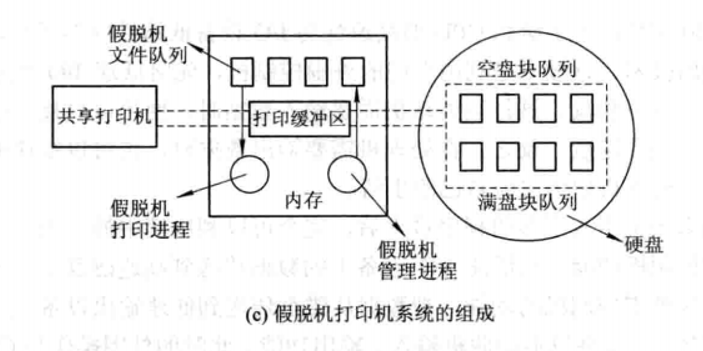 假脱机
文件队列
空盘块队列
共享打印机
打印缓冲区
内存
满盘块队列
假脱机
打印进程
假脱机
管理进程
硬盘
(c) 假脱机打印机系统的组成